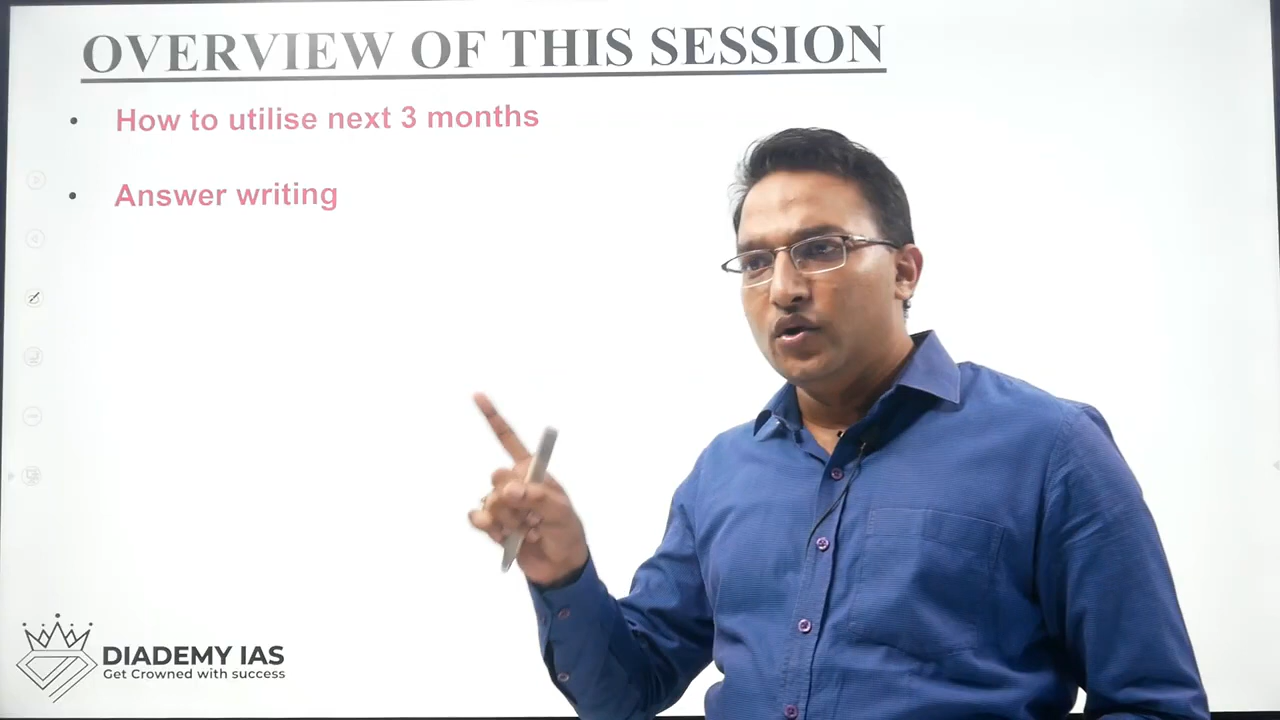 OVERVIEW OF THIS SESSION
• How to utilise next 3 months
• Answer writing
DIADEMY IAS
Get Crowned with success